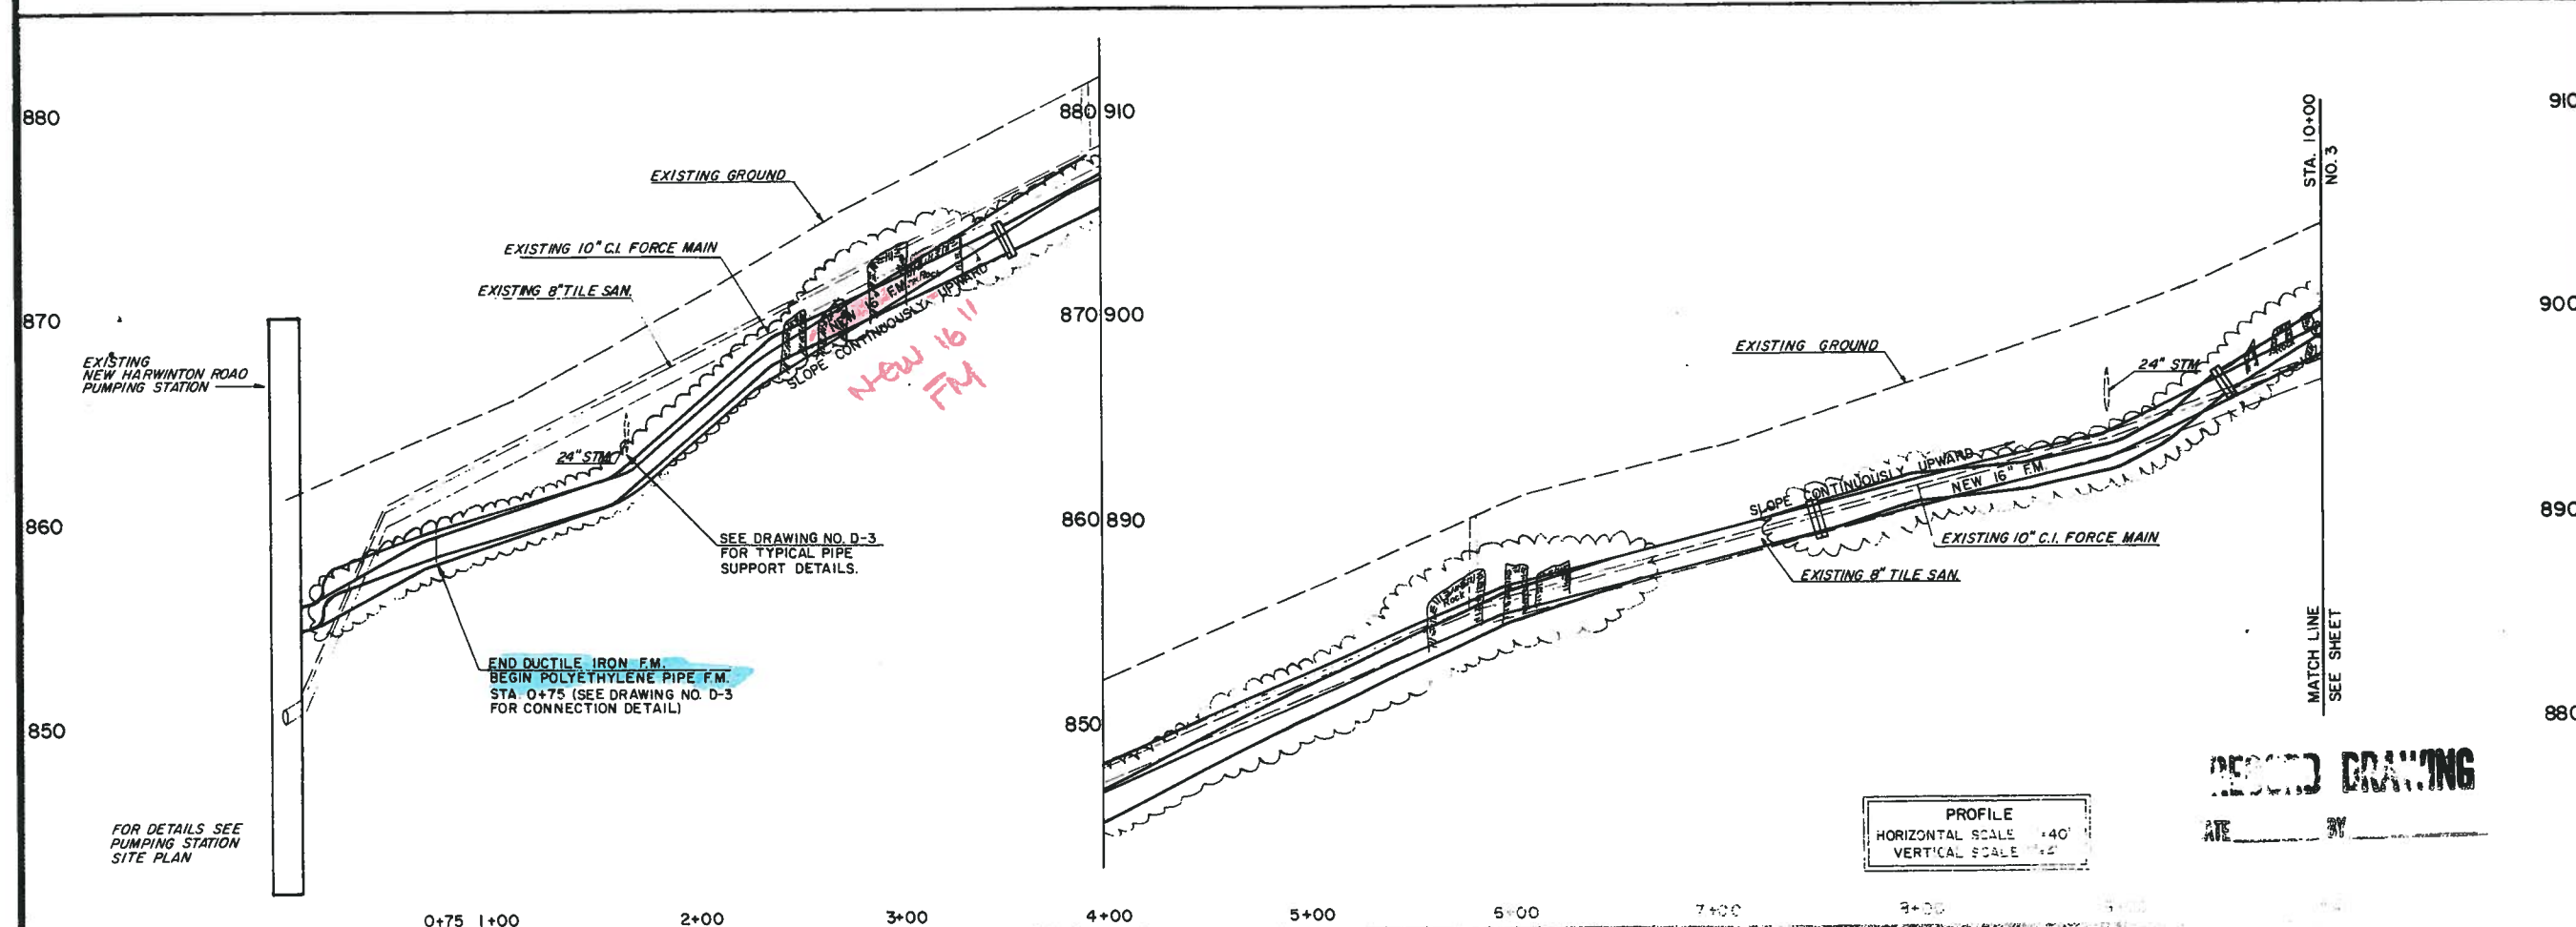 880
870
860
850
EXISTING
NEW HARWINTON ROAD
PUMPING STATION
FOR DETAILS SEE
PUMPING STATION
SITE PLAN
EXISTING GROUND
EXISTING 10" C.I. FORCE MAIN
EXISTING 8" TILE SAN.
24" STM
SEE DRAWING NO. D-3
FOR TYPICAL PIPE
SUPPORT DETAILS.
END DUCTILE IRON F.M.
BEGIN POLYETHYLENE PIPE F.M.
STA. 0+75 (SEE DRAWING NO. D-3
FOR CONNECTION DETAIL)
NEW 16" F.M.
Rock
SLOPE CONTINUOUSLY UPWARD
NEW 16"
FM
880 910
870 900
860 890
850
EXISTING GROUND
24" STM
Rock
SLOPE CONTINUOUSLY UPWARD
NEW 16" F.M.
EXISTING 10" C.I. FORCE MAIN
EXISTING 8" TILE SAN.
STA. 10+00
NO. 3
MATCH LINE
SEE SHEET
910
900
890
880
RECORD DRAWING
ATE BY
PROFILE
HORIZONTAL SCALE =40'
VERTICAL SCALE
0+75 1+00 2+00 3+00 4+00 5+00 6+00 7+00 8+00